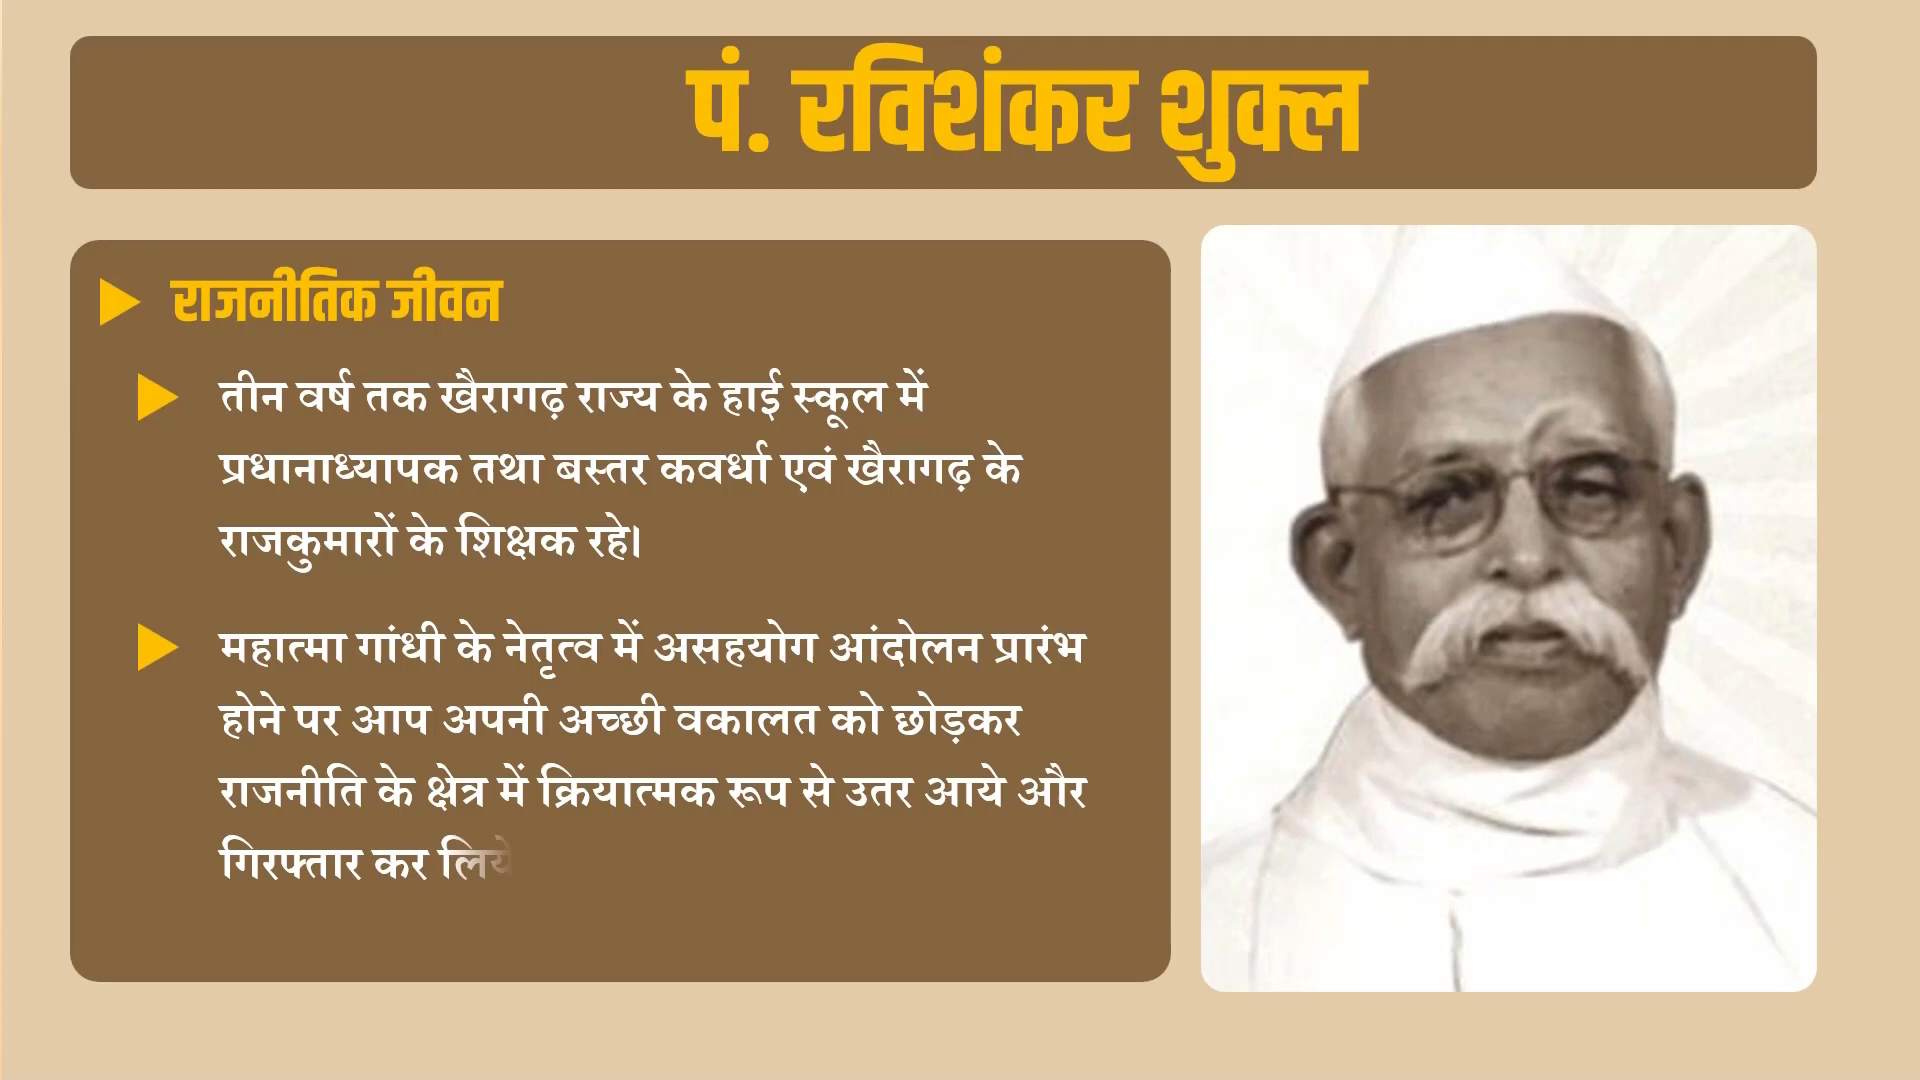 पं. रविशंकर शुक्ल
राजनीतिक जीवन
तीन वर्ष तक खैरागढ़ राज्य के हाई स्कूल में
प्रधानाध्यापक तथा बस्तर कवर्धा एवं खैरागढ़ के
राजकुमारों के शिक्षक रहे।
महात्मा गांधी के नेतृत्व में असहयोग आंदोलन प्रारंभ
होने पर आप अपनी अच्छी वकालत को छोड़कर
राजनीति के क्षेत्र में क्रियात्मक रूप से उतर आये और
गिरफ्तार कर लिये